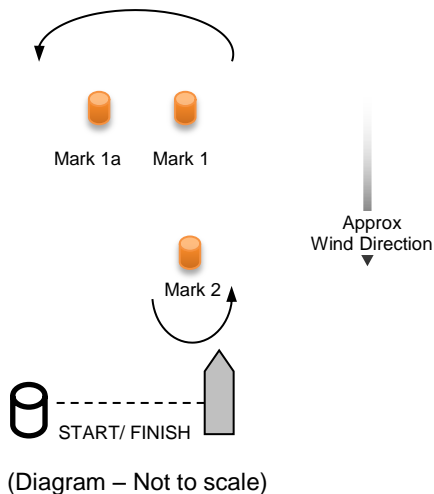 Mark 1a
Mark 1
Approx
Wind Direction
Mark 2
START/ FINISH
(Diagram – Not to scale)